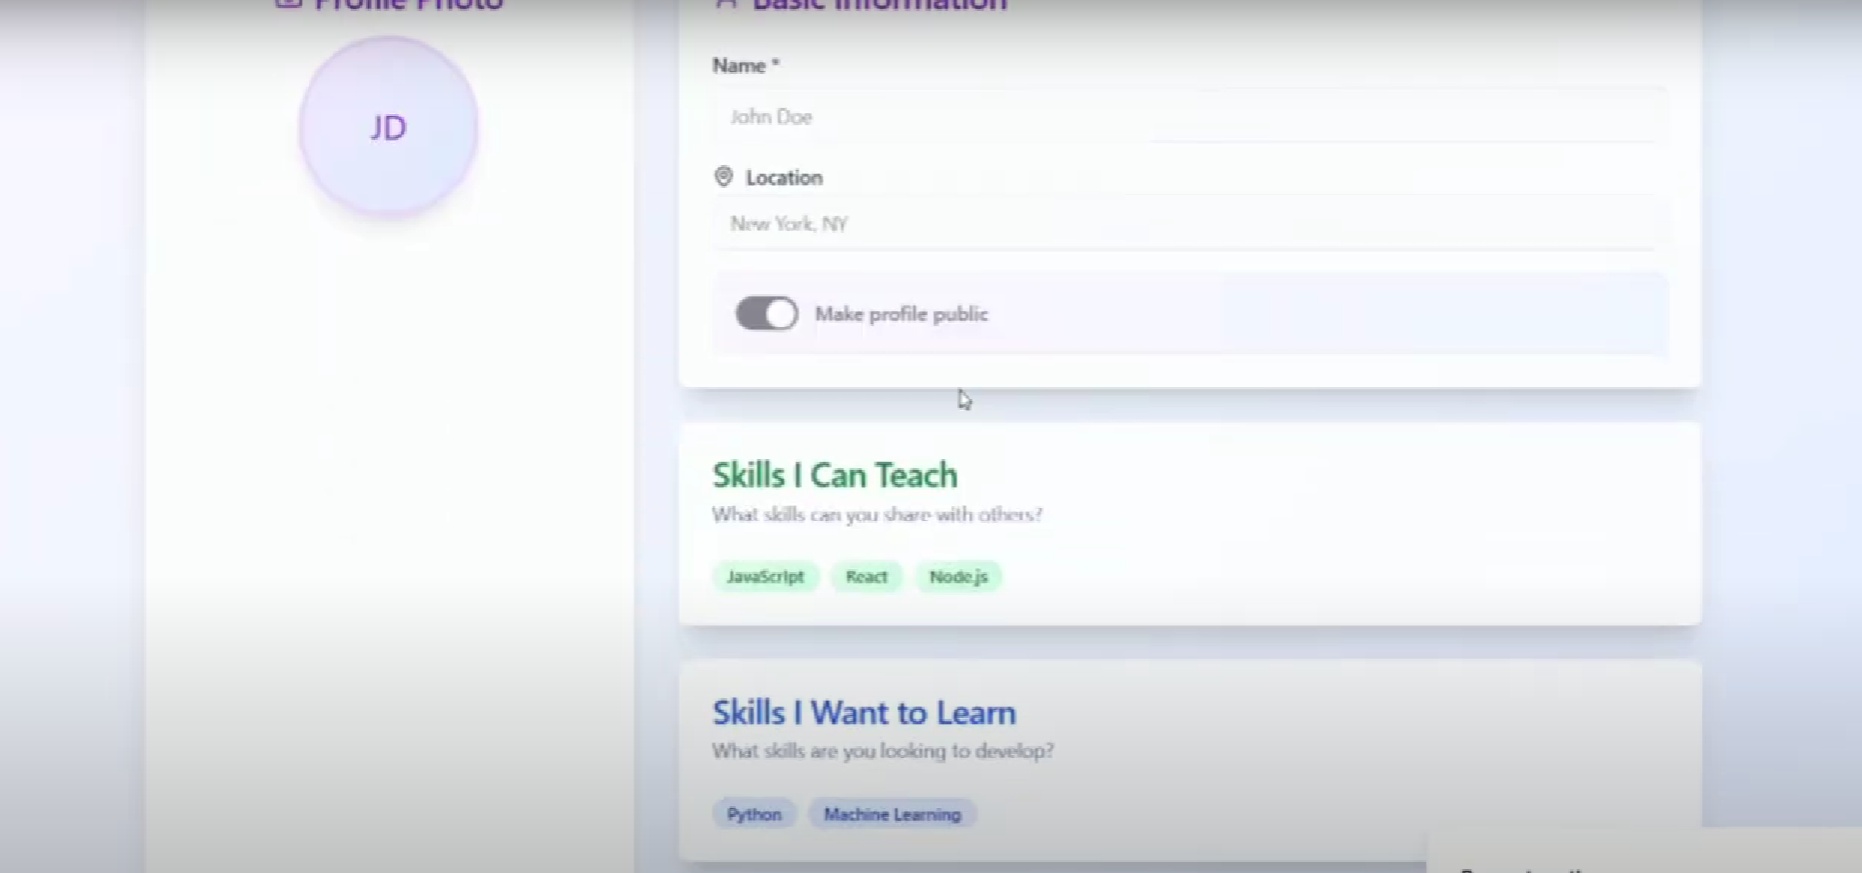 Profile Photo
Basic Information
JD
Name *
John Doe
Location
New York, NY
Make profile public
Skills I Can Teach
What skills can you share with others?
JavaScript React Node.js
Skills I Want to Learn
What skills are you looking to develop?
Python Machine Learning